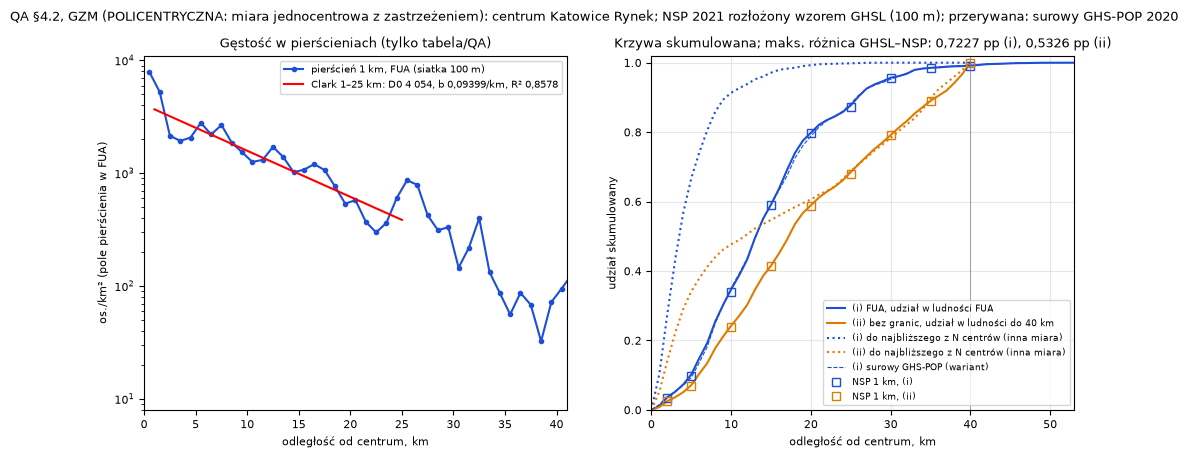 QA §4.2, GZM (POLICENTRYCZNA: miara jednocentrowa z zastrzeżeniem): centrum Katowice Rynek; NSP 2021 rozłożony wzorem GHSL (100 m); przerywana: surowy GHS-POP 2020
Gęstość w pierścieniach (tylko tabela/QA)
os./km² (pole pierścienia w FUA)
10⁴
10³
10²
10¹
pierścień 1 km, FUA (siatka 100 m)
Clark 1–25 km: D0 4 054, b 0,09399/km, R² 0,8578
0 5 10 15 20 25 30 35 40
odległość od centrum, km
Krzywa skumulowana; maks. różnica GHSL–NSP: 0,7227 pp (i), 0,5326 pp (ii)
udział skumulowany
1.0
0.8
0.6
0.4
0.2
0.0
(i) FUA, udział w ludności FUA
(ii) bez granic, udział w ludności do 40 km
(i) do najbliższego z N centrów (inna miara)
(ii) do najbliższego z N centrów (inna miara)
(i) surowy GHS-POP (wariant)
NSP 1 km, (i)
NSP 1 km, (ii)
0 10 20 30 40 50
odległość od centrum, km